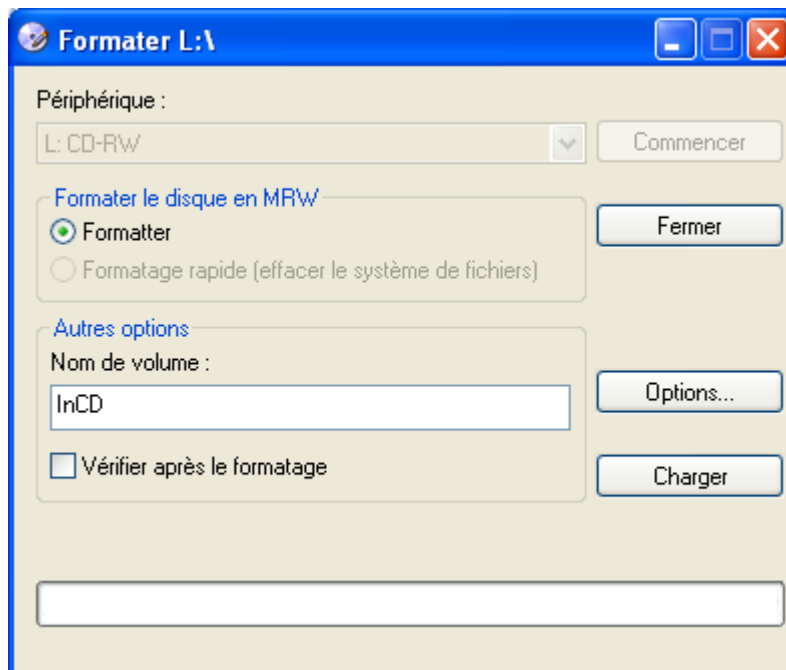 Formater L:\
Périphérique :
L: CD-RW
Commencer
Formater le disque en MRW
Formatter
Fermer
Formatage rapide (effacer le système de fichiers)
Autres options
Nom de volume :
InCD
Options...
Vérifier après le formatage
Charger